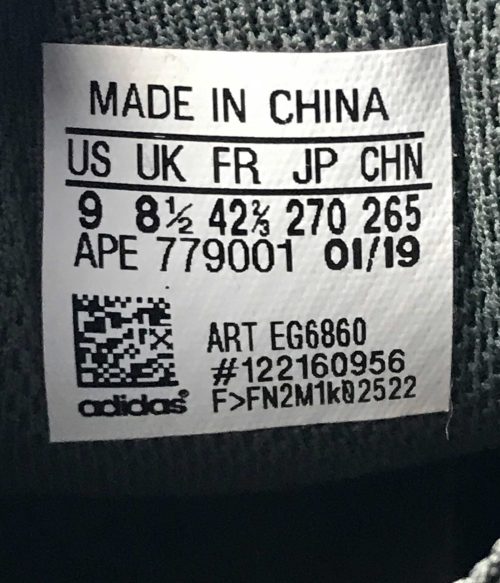 MADE IN CHINA
US UK FR JP CHN
9 8½ 42⅔ 270 265
APE 779001 01/19
ART EG6860
#122160956
adidas® F>FN2M1k02522